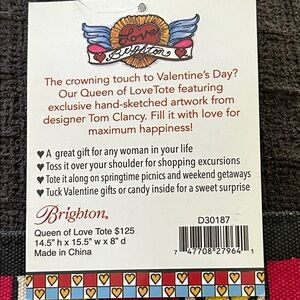 Love
Brighton
The crowning touch to Valentine's Day?
Our Queen of LoveTote featuring
exclusive hand-sketched artwork from
designer Tom Clancy. Fill it with love for
maximum happiness!
♥ A great gift for any woman in your life
♥ Toss it over your shoulder for shopping excursions
♥ Tote it along on springtime picnics and weekend getaways
♥ Tuck Valentine gifts or candy inside for a sweet surprise
Brighton®
Queen of Love Tote $125
14.5" h x 15.5" w x 8" d
Made in China
D30187
7 47708 27964 1